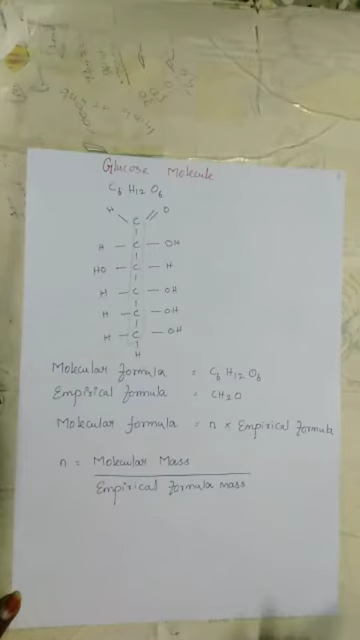 Glucose Molecule
C6 H12 O6
H O
C
H - C - OH
HO - C - H
H - C - OH
H - C - OH
H - C - OH
H
Molecular formula = C6 H12 O6
Empirical formula = CH2O
Molecular formula = n × Empirical formula
n = Molecular Mass
Empirical formula mass